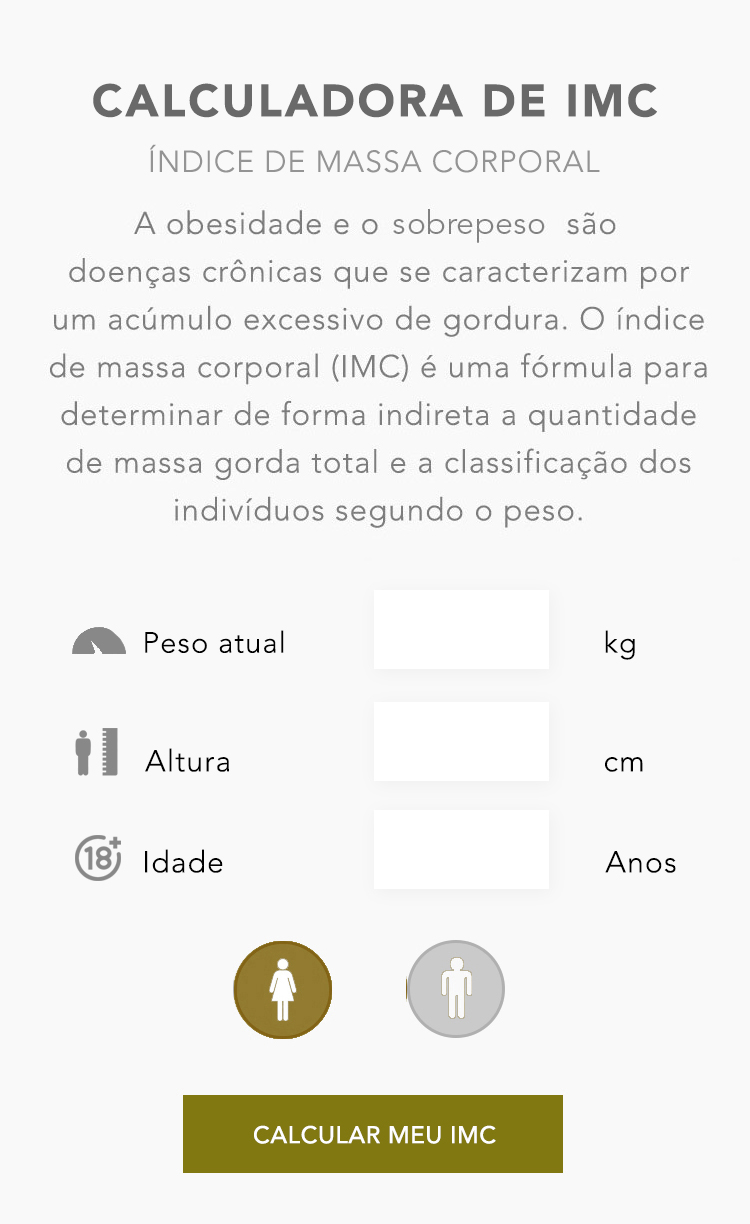 CALCULADORA DE IMC
ÍNDICE DE MASSA CORPORAL
A obesidade e o sobrepeso são
doenças crônicas que se caracterizam por
um acúmulo excessivo de gordura. O índice
de massa corporal (IMC) é uma fórmula para
determinar de forma indireta a quantidade
de massa gorda total e a classificação dos
indivíduos segundo o peso.
Peso atual kg
Altura cm
18+ Idade Anos
CALCULAR MEU IMC